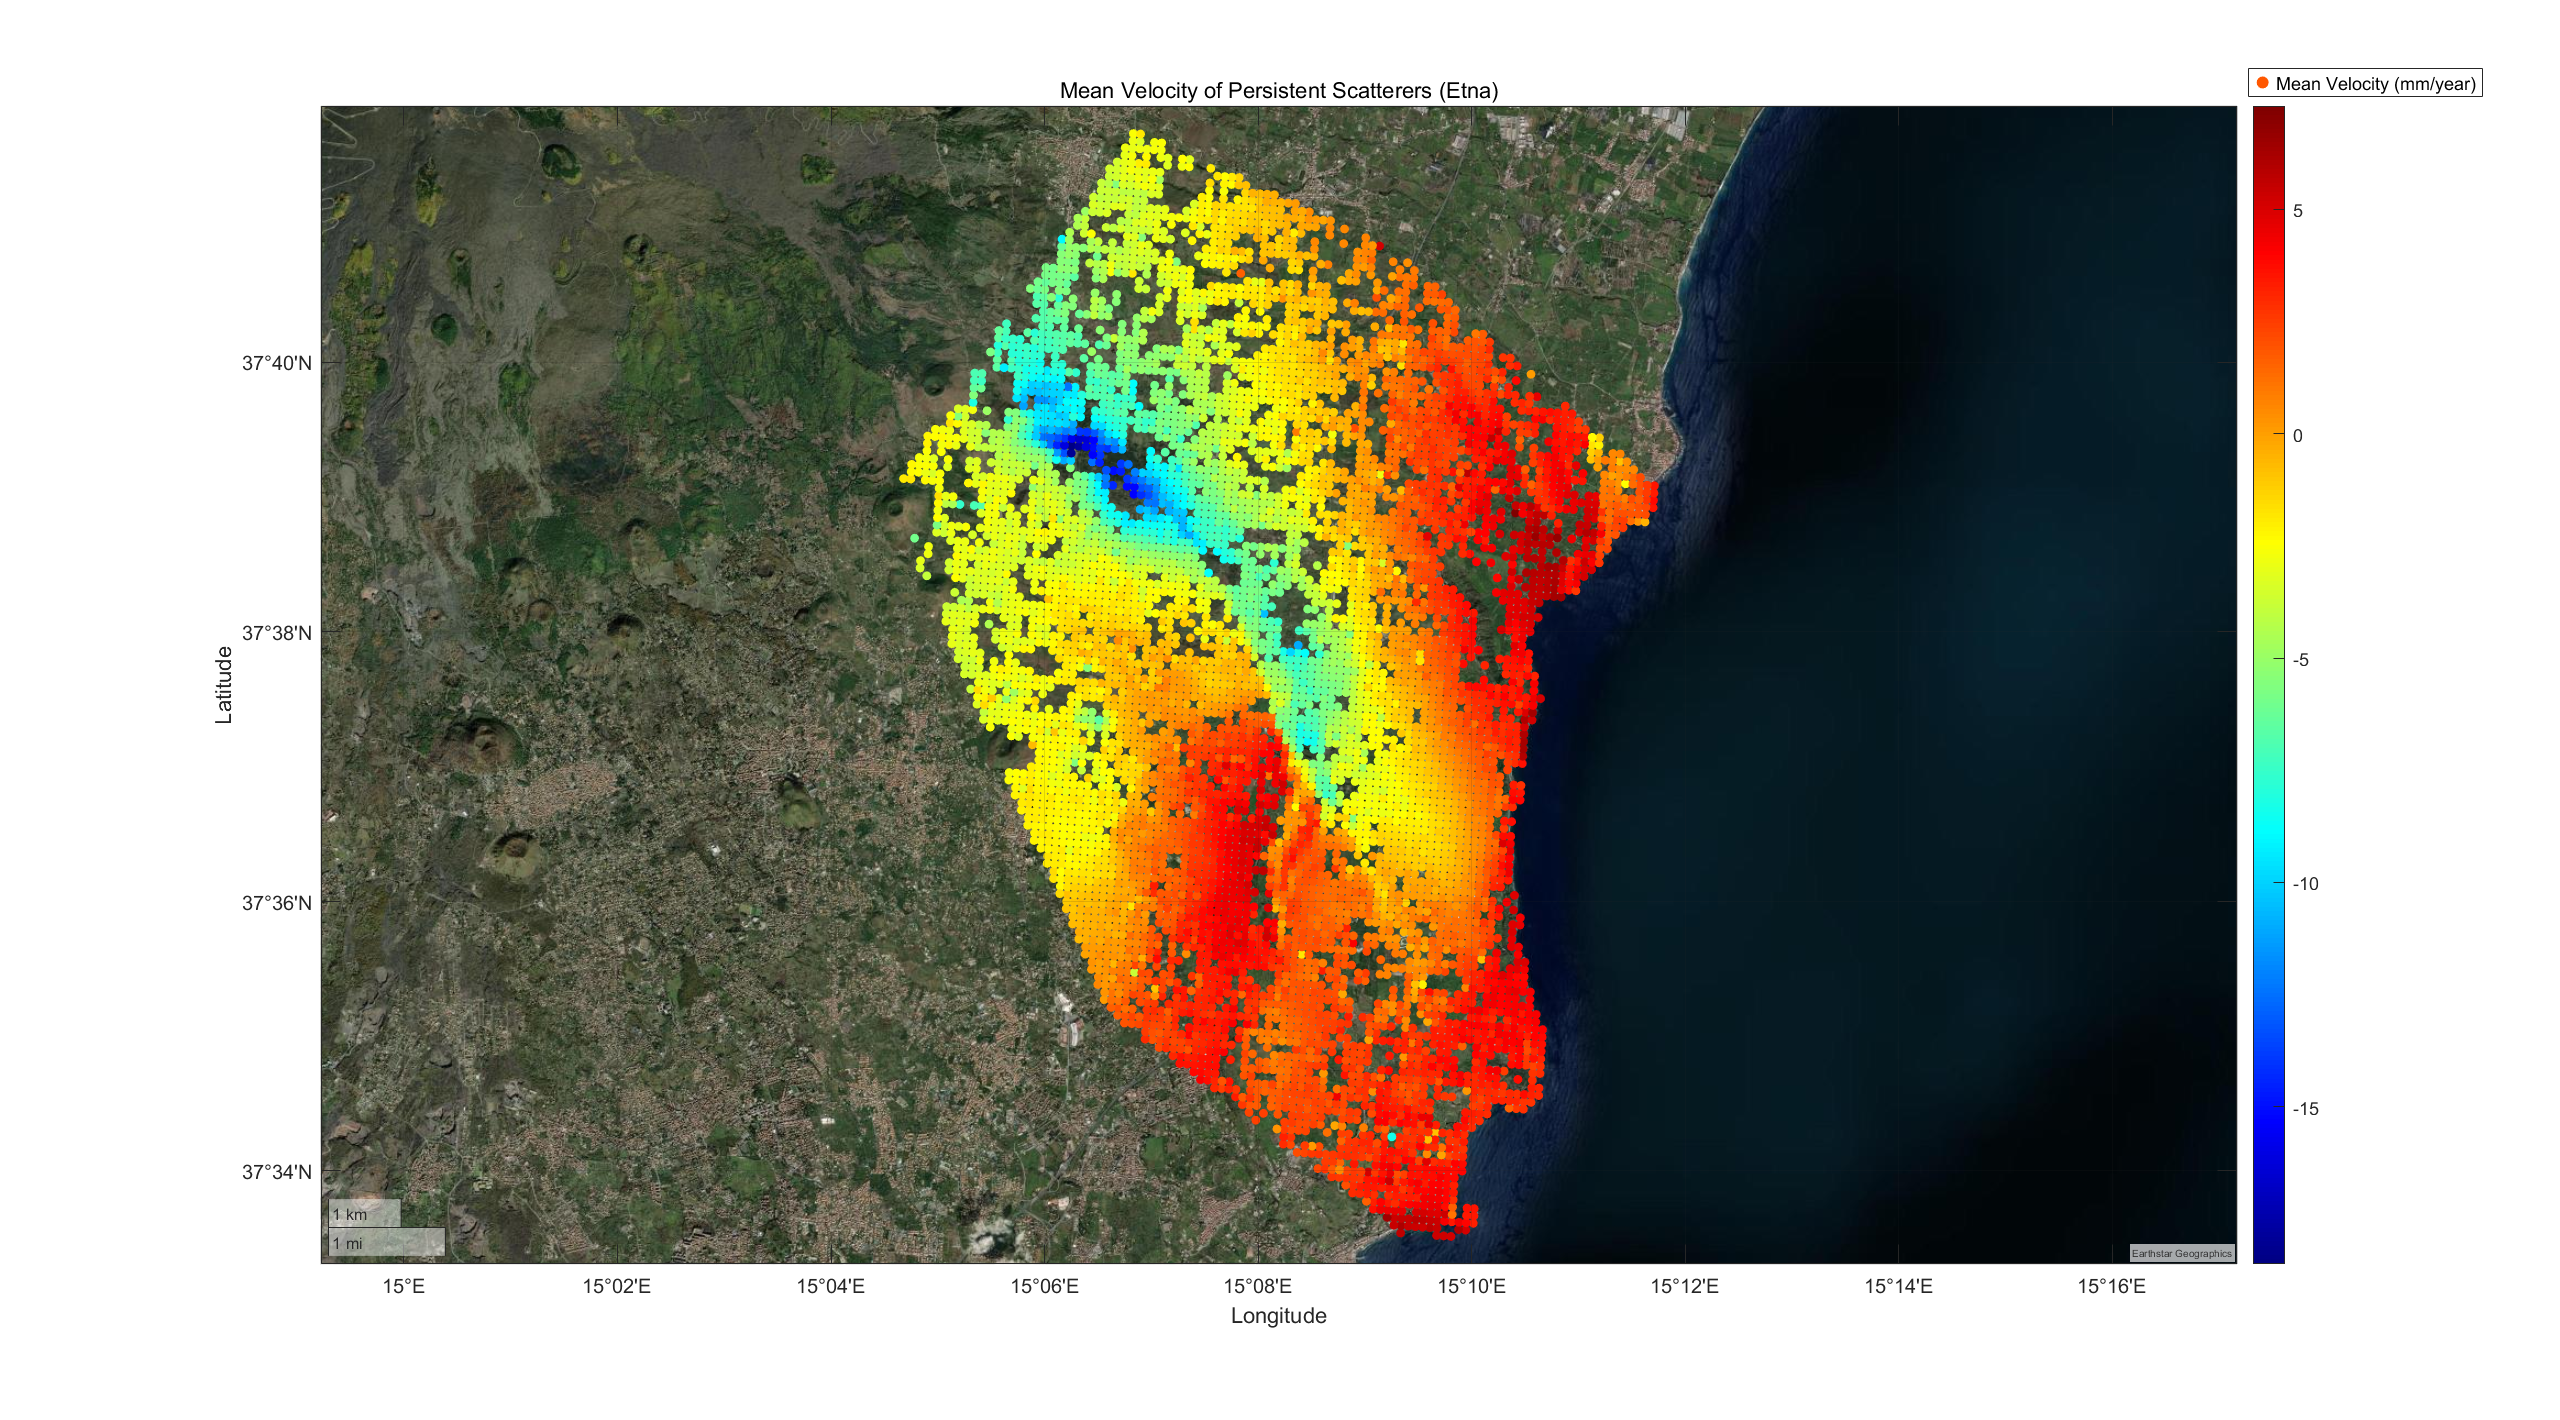 Mean Velocity of Persistent Scatterers (Etna)
Mean Velocity (mm/year)
5
0
-5
-10
-15
37°40'N
37°38'N
37°36'N
37°34'N
Latitude
1 km
1 mi
Earthstar Geographics
15°E
15°02'E
15°04'E
15°06'E
15°08'E
15°10'E
15°12'E
15°14'E
15°16'E
Longitude